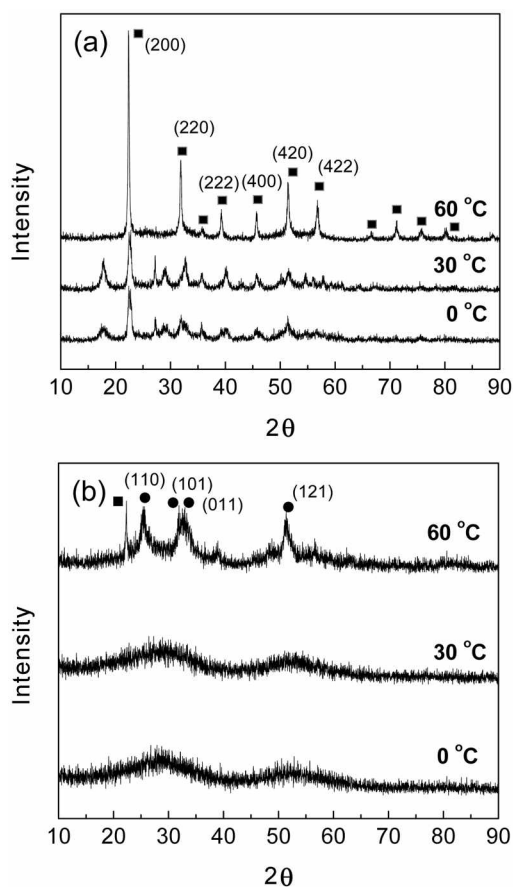 (a)
(200)
(220)
(222)
(400)
(420)
(422)
60 °C
30 °C
0 °C
Intensity
10 20 30 40 50 60 70 80 90
2θ
(b)
(110)
(101)
(011)
(121)
60 °C
30 °C
0 °C
Intensity
10 20 30 40 50 60 70 80 90
2θ